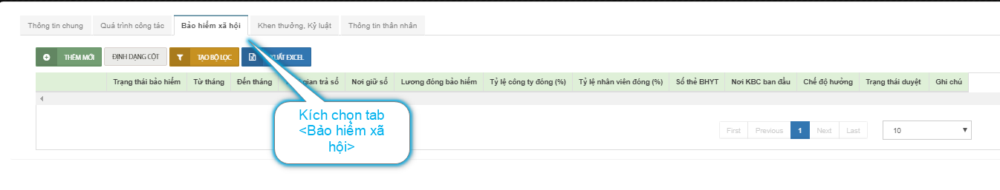 Thông tin chung Quá trình công tác Bảo hiểm xã hội Khen thưởng, Kỷ luật Thông tin thân nhân
THÊM MỚI ĐỊNH DẠNG CỘT TẠO BỘ LỌC XUẤT EXCEL
Trạng thái bảo hiểm Từ tháng Đến tháng gian trả sổ Nơi giữ sổ Lương đóng bảo hiểm Tỷ lệ công ty đóng (%) Tỷ lệ nhân viên đóng (%) Số thẻ BHYT Nơi KBC ban đầu Chế độ hưởng Trạng thái duyệt Ghi chú
Kích chọn tab
<Bảo hiểm xã
hội>
First Previous 1 Next Last 10